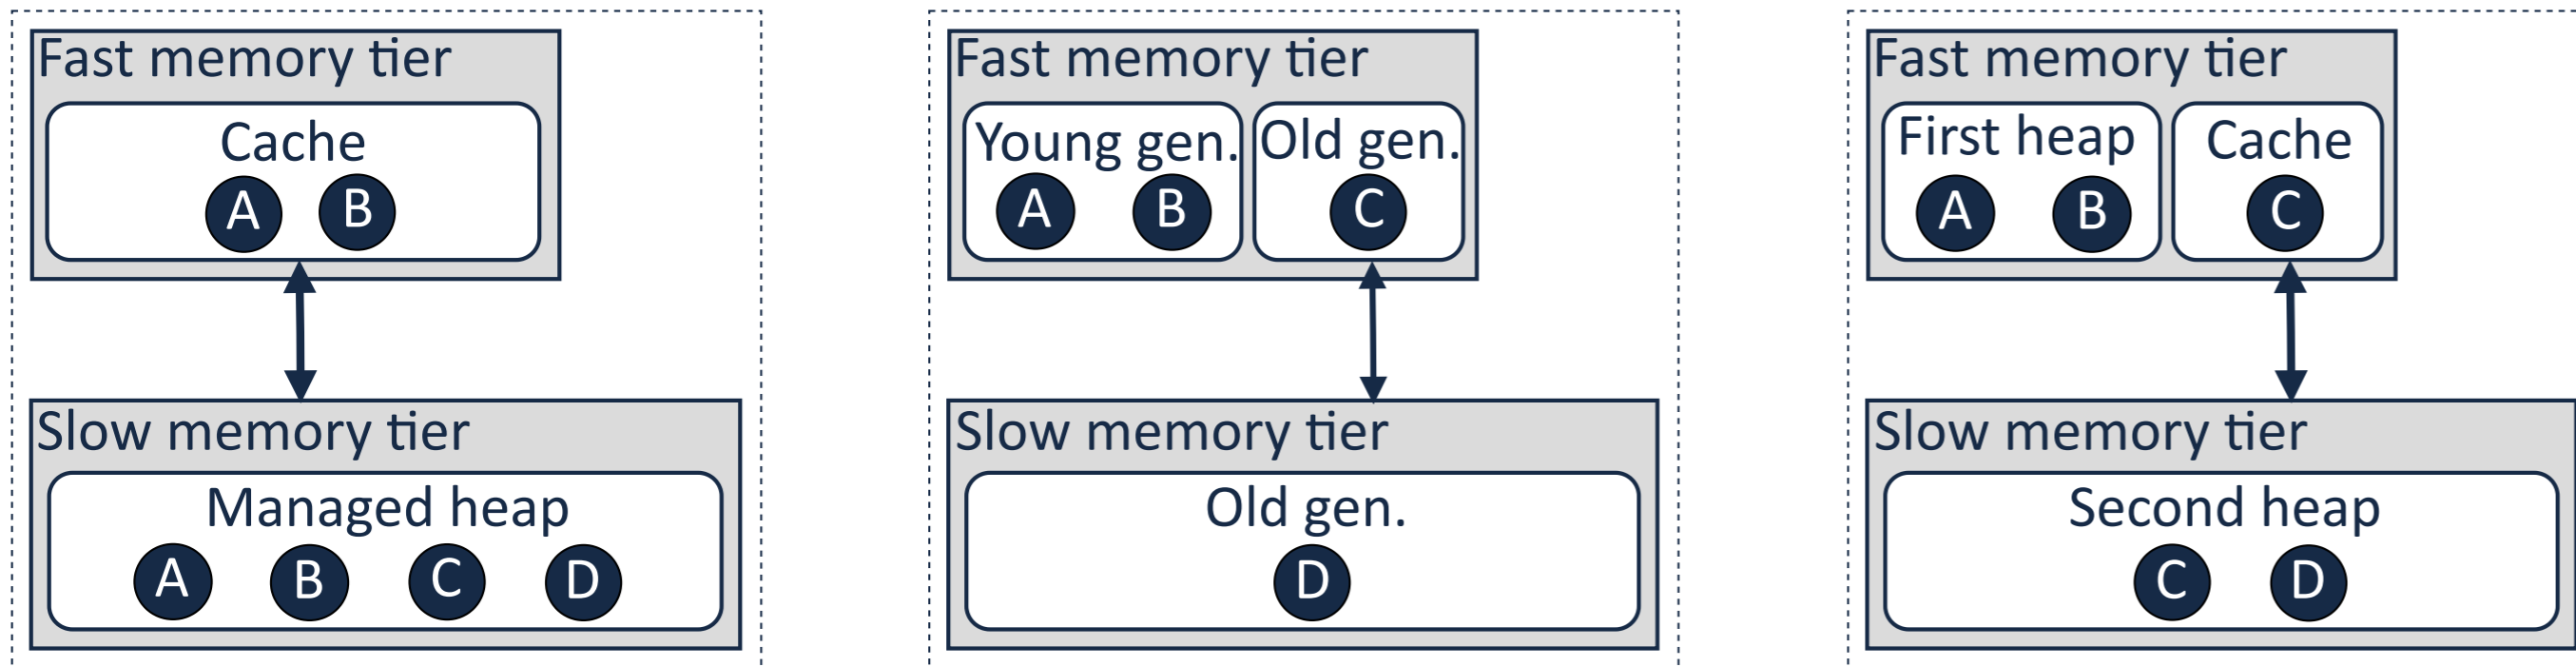 Fast memory tier
Cache
A B
Slow memory tier
Managed heap
A B C D
Fast memory tier
Young gen. Old gen.
A B C
Slow memory tier
Old gen.
D
Fast memory tier
First heap Cache
A B C
Slow memory tier
Second heap
C D